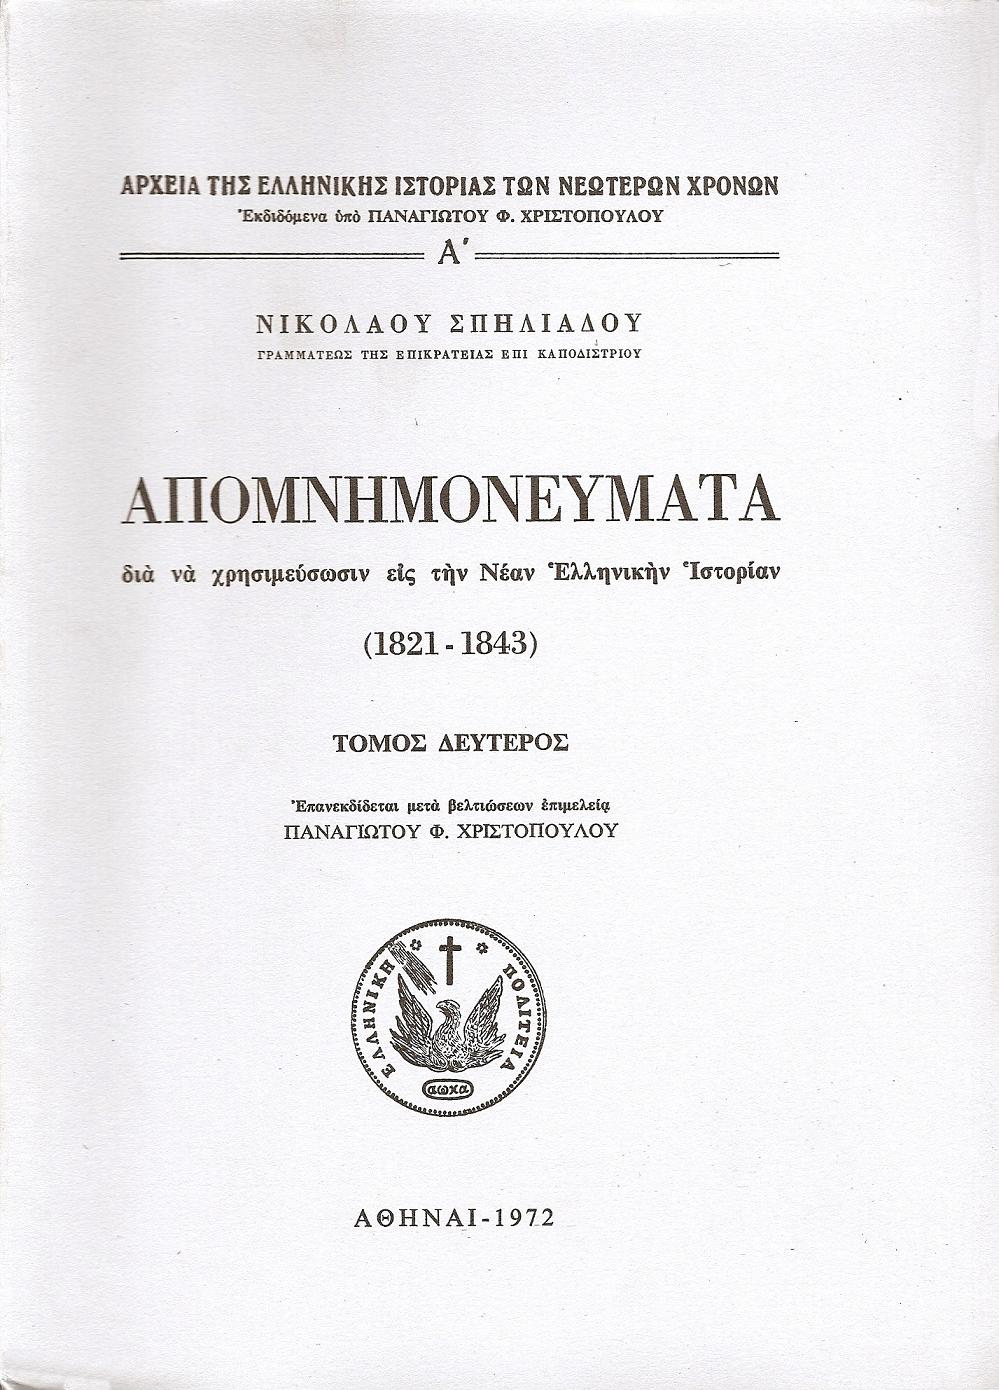 ΑΡΧΕΙΑ ΤΗΣ ΕΛΛΗΝΙΚΗΣ ΙΣΤΟΡΙΑΣ ΤΩΝ ΝΕΩΤΕΡΩΝ ΧΡΟΝΩΝ
Ἐκδιδόμενα ὑπὸ ΠΑΝΑΓΙΩΤΟΥ Φ. ΧΡΙΣΤΟΠΟΥΛΟΥ
Α΄
ΝΙΚΟΛΑΟΥ ΣΠΗΛΙΑΔΟΥ
ΓΡΑΜΜΑΤΕΩΣ ΤΗΣ ΕΠΙΚΡΑΤΕΙΑΣ ΕΠΙ ΚΑΠΟΔΙΣΤΡΙΟΥ
ΑΠΟΜΝΗΜΟΝΕΥΜΑΤΑ
διὰ νὰ χρησιμεύσωσιν εἰς τὴν Νέαν Ἑλληνικὴν Ἱστορίαν
(1821 - 1843)
ΤΟΜΟΣ ΔΕΥΤΕΡΟΣ
Ἐπανεκδίδεται μετὰ βελτιώσεων ἐπιμελείᾳ
ΠΑΝΑΓΙΩΤΟΥ Φ. ΧΡΙΣΤΟΠΟΥΛΟΥ
ΕΛΛΗΝΙΚΗ ΠΟΛΙΤΕΙΑ
αωκα
ΑΘΗΝΑΙ-1972